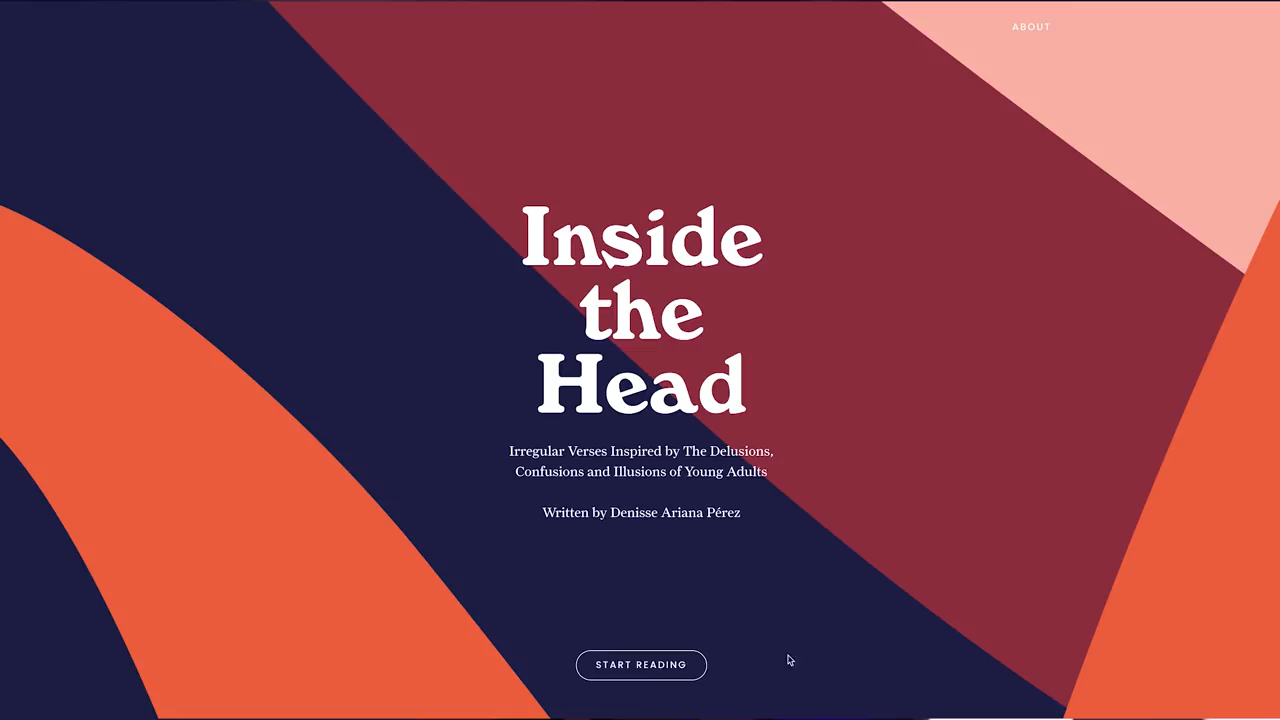 ABOUT
Inside
the
Head
Irregular Verses Inspired by The Delusions,
Confusions and Illusions of Young Adults
Written by Denisse Ariana Pérez
START READING